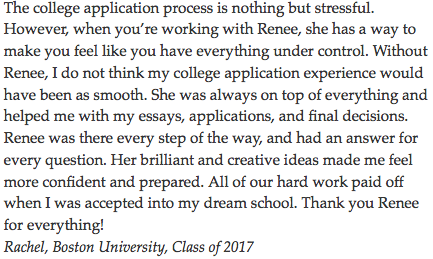 The college application process is nothing but stressful.
However, when you’re working with Renee, she has a way to
make you feel like you have everything under control. Without
Renee, I do not think my college application experience would
have been as smooth. She was always on top of everything and
helped me with my essays, applications, and final decisions.
Renee was there every step of the way, and had an answer for
every question. Her brilliant and creative ideas made me feel
more confident and prepared. All of our hard work paid off
when I was accepted into my dream school. Thank you Renee
for everything!
Rachel, Boston University, Class of 2017